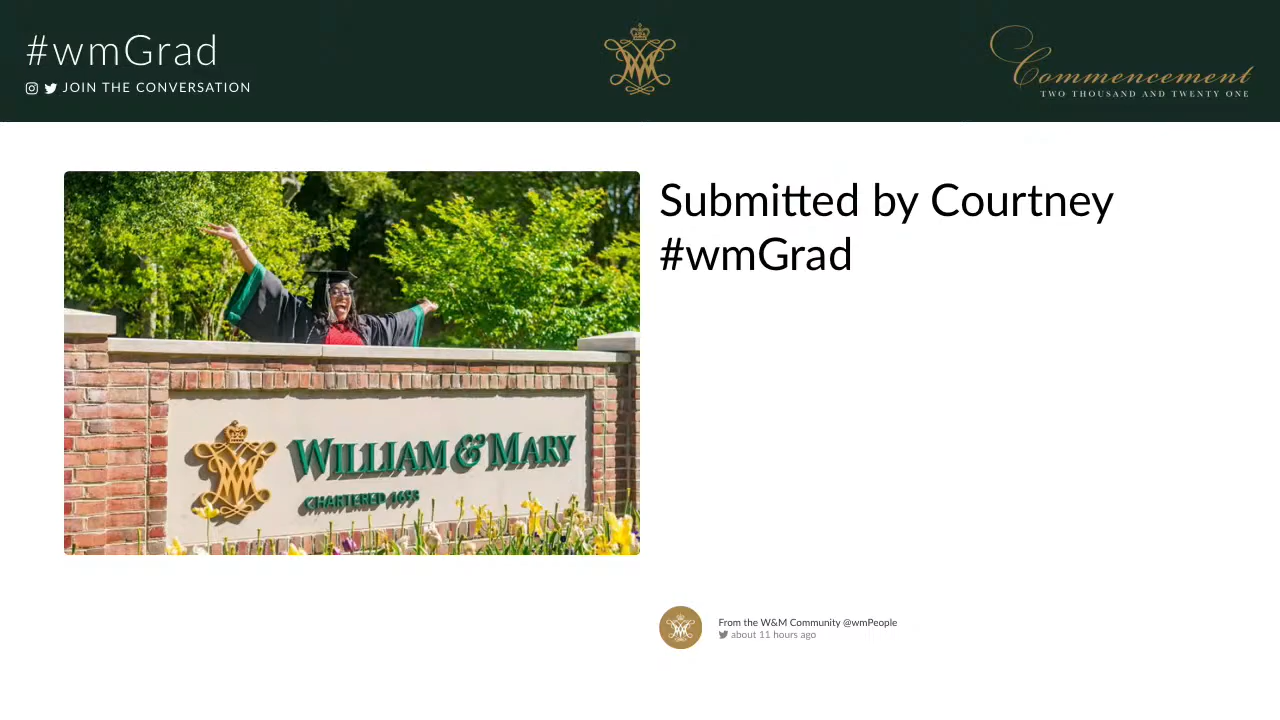 #wmGrad
JOIN THE CONVERSATION
Commencement
TWO THOUSAND AND TWENTY ONE
Submitted by Courtney
#wmGrad
WILLIAM & MARY
CHARTERED 1693
From the W&M Community @wmPeople
about 11 hours ago